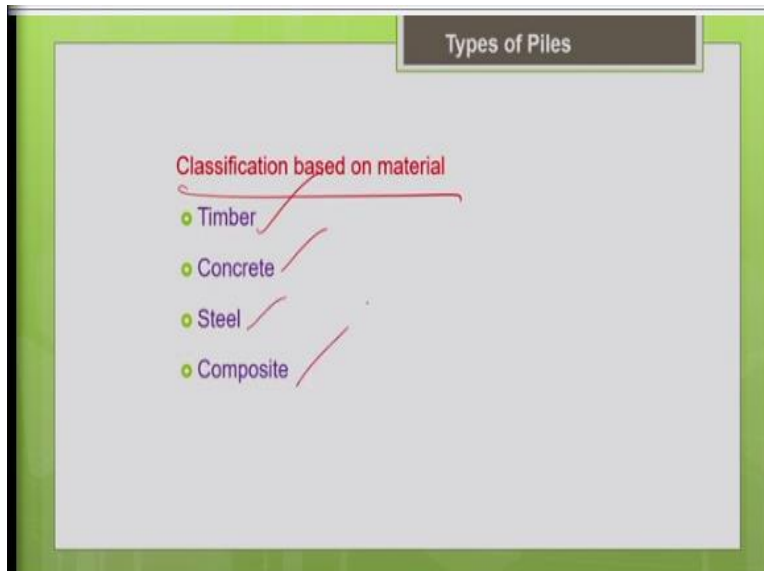 Types of Piles
Classification based on material
Timber
Concrete
Steel
Composite